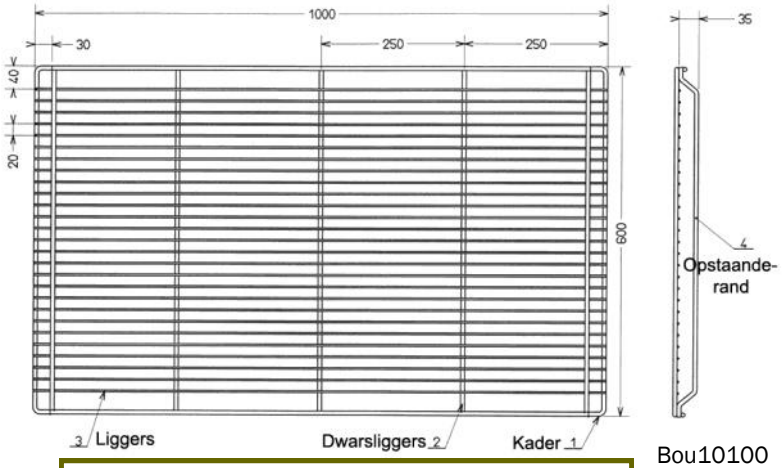 1000
35
30
250
250
40
20
600
4
Opstaande-
rand
3 Liggers
Dwarsliggers 2
Kader 1
Bou10100